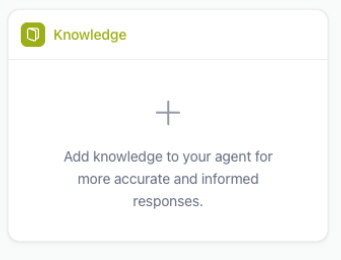 Knowledge
Add knowledge to your agent for
more accurate and informed
responses.